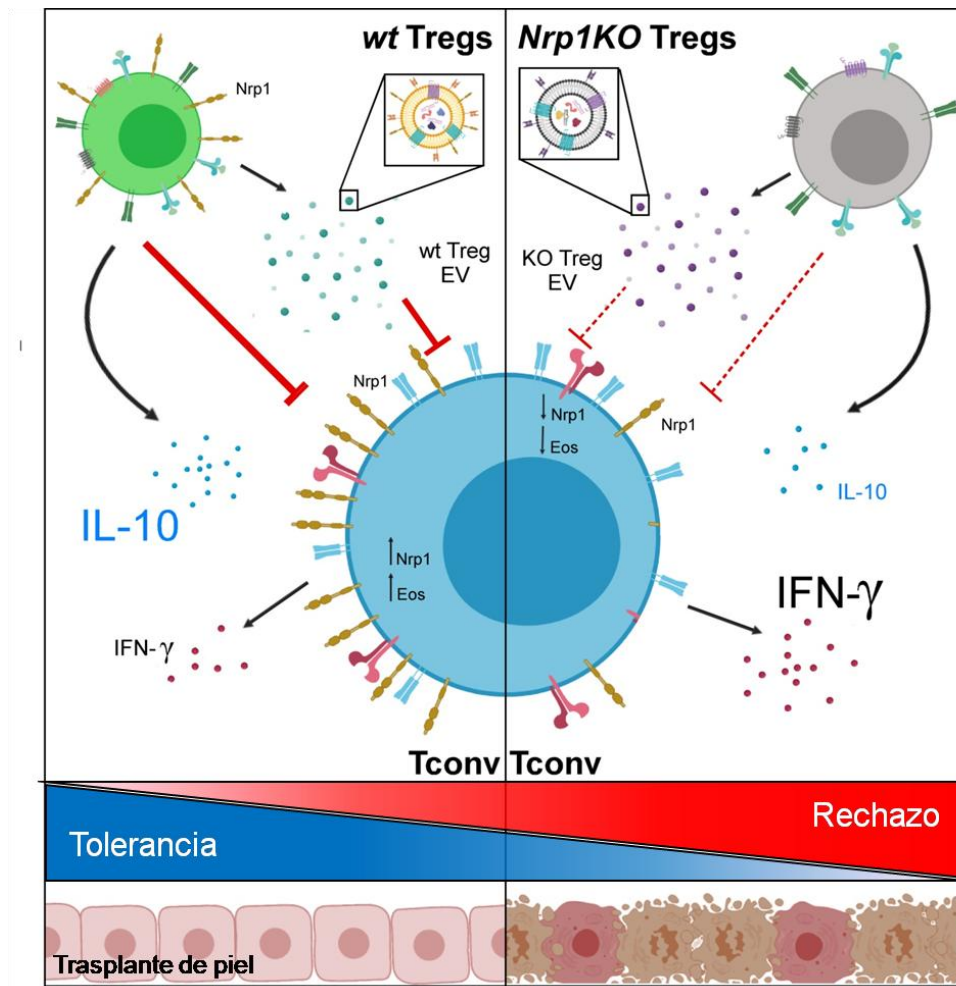 wt Tregs
Nrp1KO Tregs
Nrp1
wt Treg
EV
KO Treg
EV
Nrp1
↓ Nrp1
↓ Eos
Nrp1
IL-10
IL-10
↑ Nrp1
↑ Eos
IFN-γ
IFN-γ
Tconv
Tconv
Rechazo
Tolerancia
Trasplante de piel